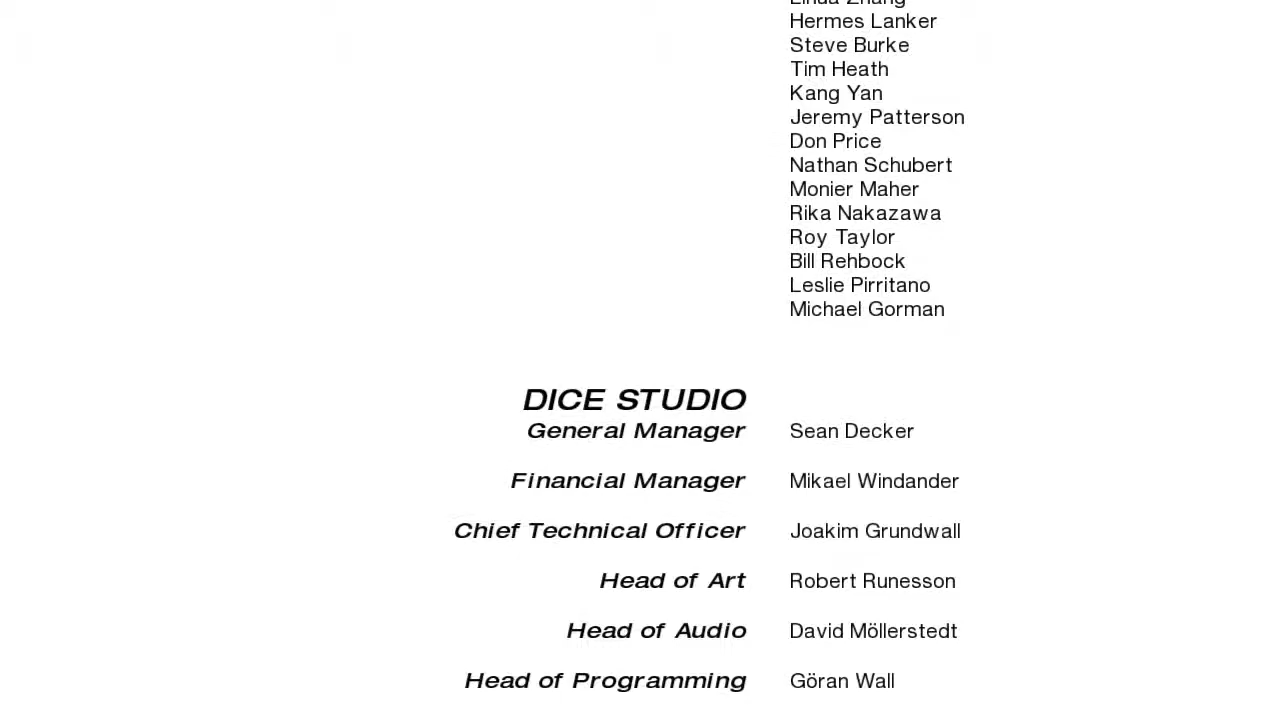 Linda Zhang
Hermes Lanker
Steve Burke
Tim Heath
Kang Yan
Jeremy Patterson
Don Price
Nathan Schubert
Monier Maher
Rika Nakazawa
Roy Taylor
Bill Rehbock
Leslie Pirritano
Michael Gorman
DICE STUDIO
General Manager Sean Decker
Financial Manager Mikael Windander
Chief Technical Officer Joakim Grundwall
Head of Art Robert Runesson
Head of Audio David Möllerstedt
Head of Programming Göran Wall